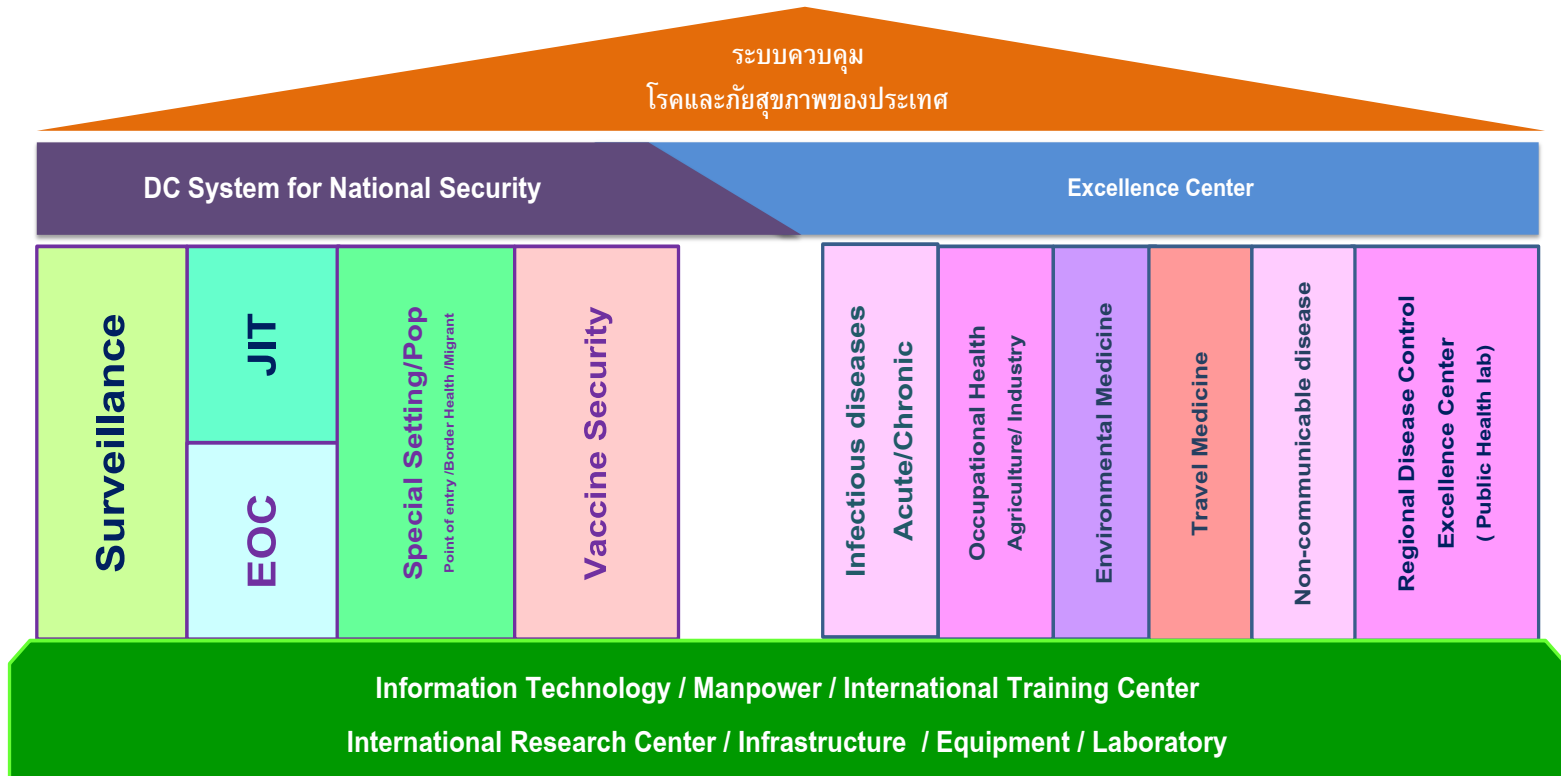 ระบบควบคุม
โรคและภัยสุขภาพของประเทศ
DC System for National Security
Excellence Center
Surveillance
JIT
EOC
Special Setting/Pop
Point of entry /Border Health /Migrant
Vaccine Security
Infectious diseases
Acute/Chronic
Occupational Health
Agriculture/ Industry
Environmental Medicine
Travel Medicine
Non-communicable disease
Regional Disease Control
Excellence Center
( Public Health lab)
Information Technology / Manpower / International Training Center
International Research Center / Infrastructure / Equipment / Laboratory